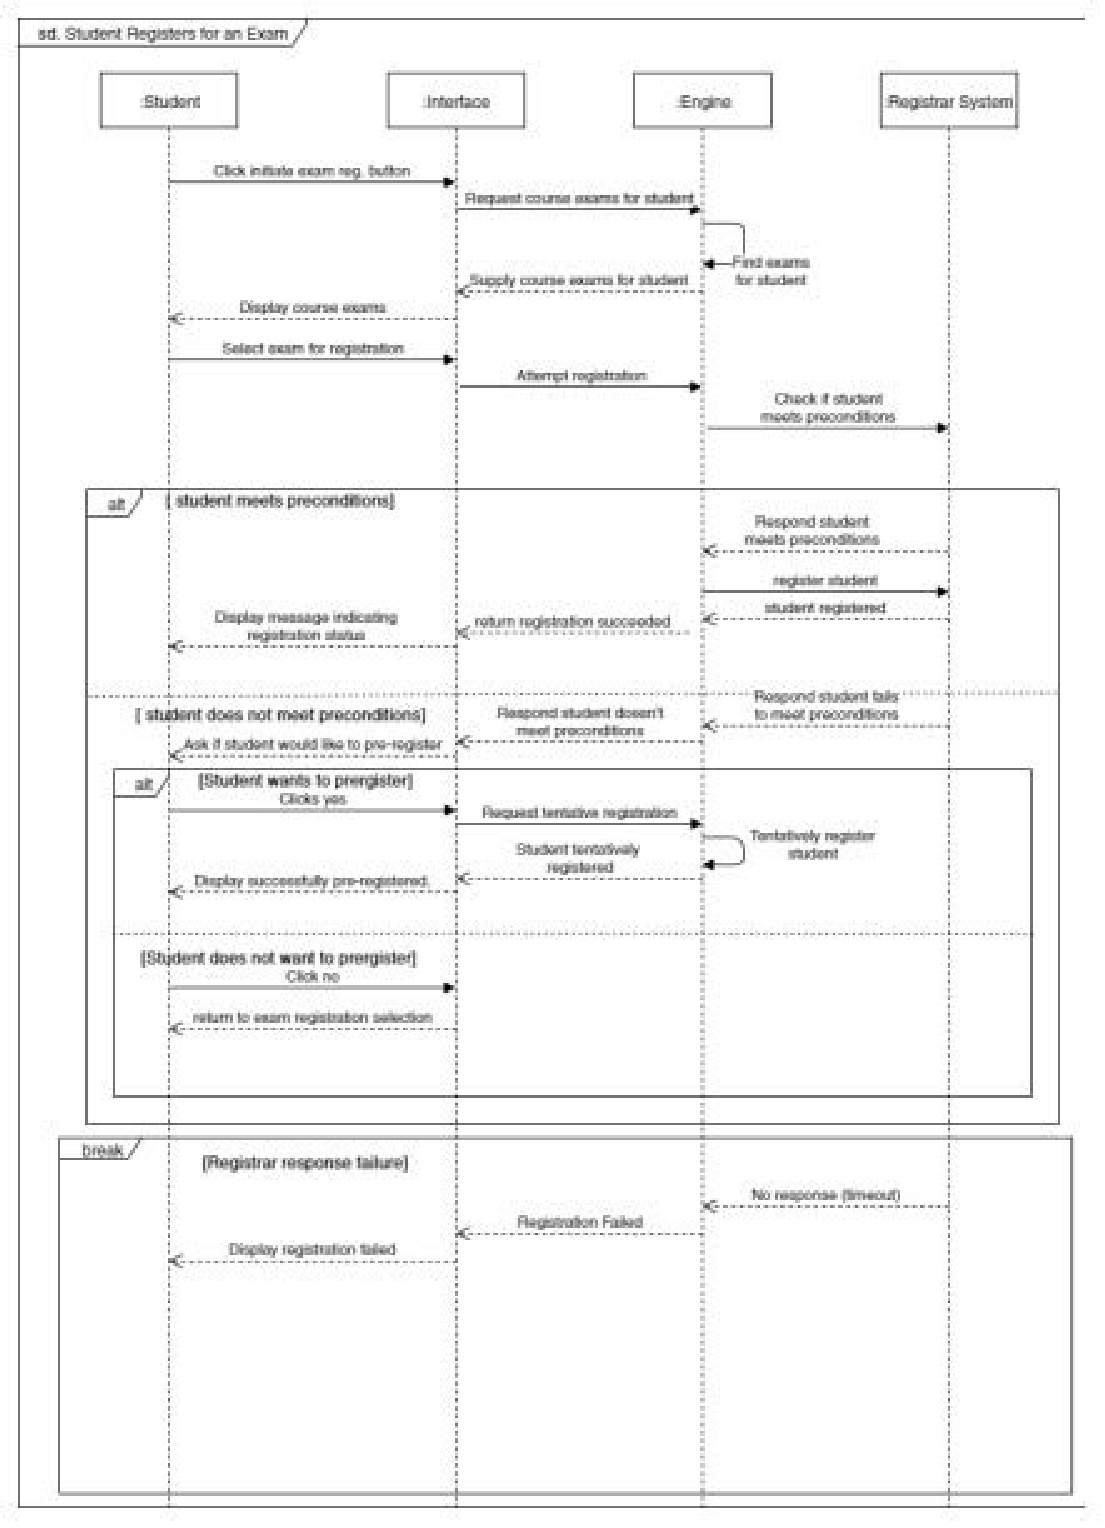 sd. Student Registers for an Exam
:Student
:Interface
:Engine
:Registrar System
Click initiate exam reg. button
Request course exams for student
Find exams
for student
Supply course exams for student
Display course exams
Select exam for registration
Attempt registration
Check if student
meets preconditions
alt
[ student meets preconditions]
Respond student
meets preconditions
register student
student registered
return registration succeeded
Display message indicating
registration status
Respond student fails
to meet preconditions
[ student does not meet preconditions]
Respond student dosen't
meet preconditions
Ask if student would like to pre-register
alt
[Student wants to prergister]
Clicks yes
Request tentative registration
Tentatively register
student
Student tentatively
registered
Display successfully pre-registered.
[Student does not want to prergister]
Click no
return to exam registration selection
break
[Registrar response failure]
No response (timeout)
Registration Failed
Display registration failed